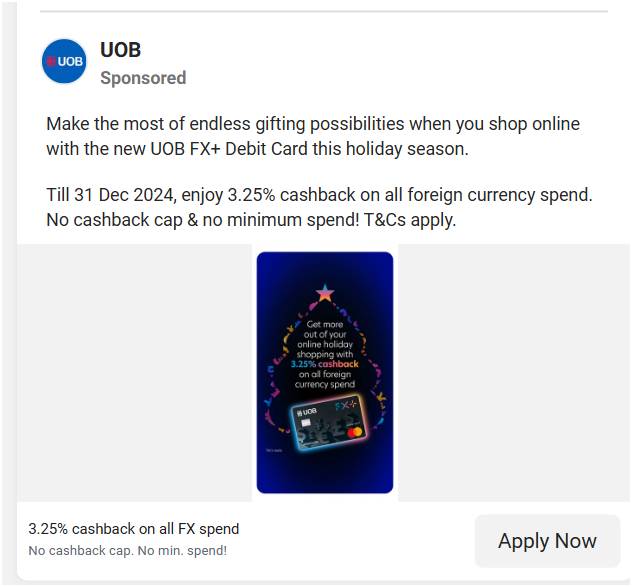 UOB
UOB
Sponsored
Make the most of endless gifting possibilities when you shop online
with the new UOB FX+ Debit Card this holiday season.
Till 31 Dec 2024, enjoy 3.25% cashback on all foreign currency spend.
No cashback cap & no minimum spend! T&Cs apply.
Get more
out of your
online holiday
shopping with
3.25% cashback
on all foreign
currency spend
UOB
FX+
3.25% cashback on all FX spend
No cashback cap. No min. spend!
Apply Now